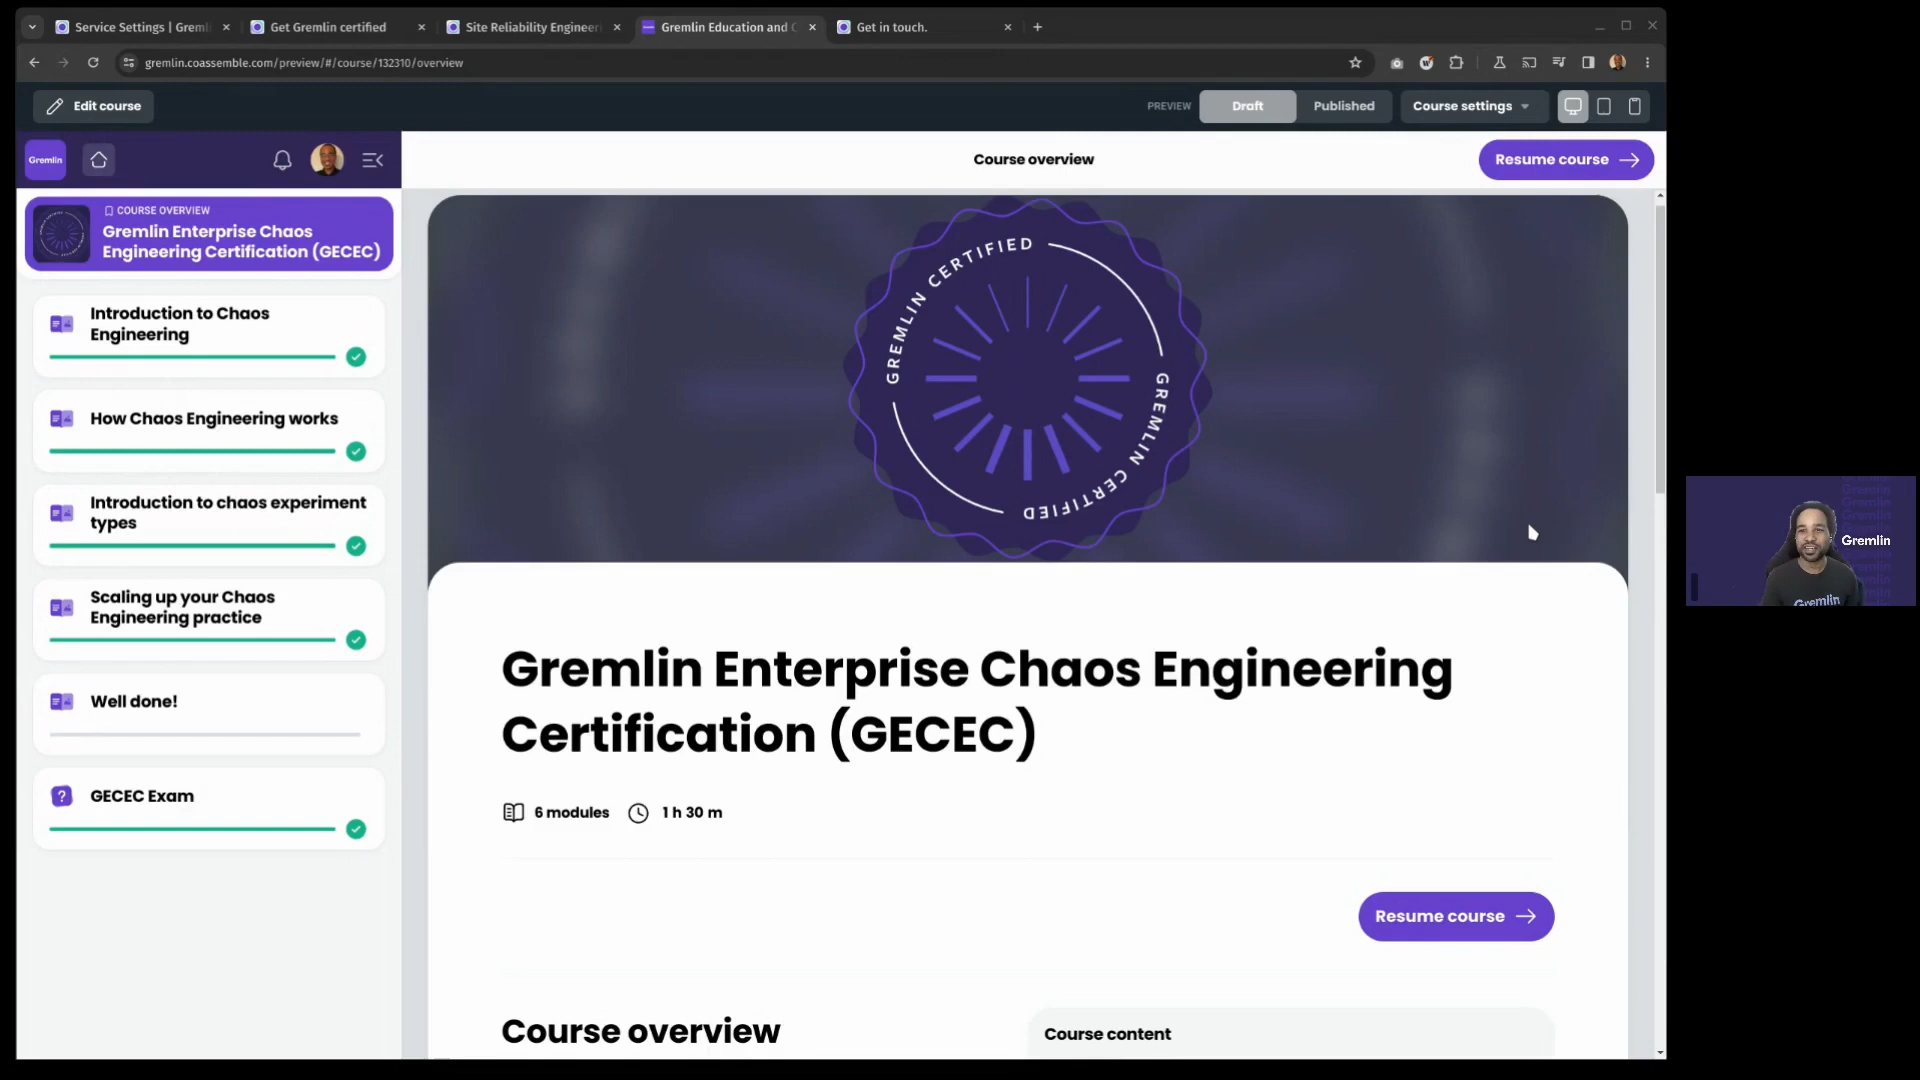 Service Settings | Greml
Get Gremlin certified
Site Reliability Engineer
Gremlin Education and C
Get in touch.
gremlin.coassemble.com/preview/#/course/132310/overview
Edit course
PREVIEW
Draft
Published
Course settings
Gremlin
Course overview
Resume course
COURSE OVERVIEW
Gremlin Enterprise Chaos
Engineering Certification (GECEC)
Introduction to Chaos
Engineering
How Chaos Engineering works
Introduction to chaos experiment
types
Scaling up your Chaos
Engineering practice
Well done!
GECEC Exam
GREMLIN CERTIFIED
GREMLIN CERTIFIED
Gremlin Enterprise Chaos Engineering
Certification (GECEC)
6 modules
1 h 30 m
Resume course
Course overview
Course content
Gremlin
Gremlin